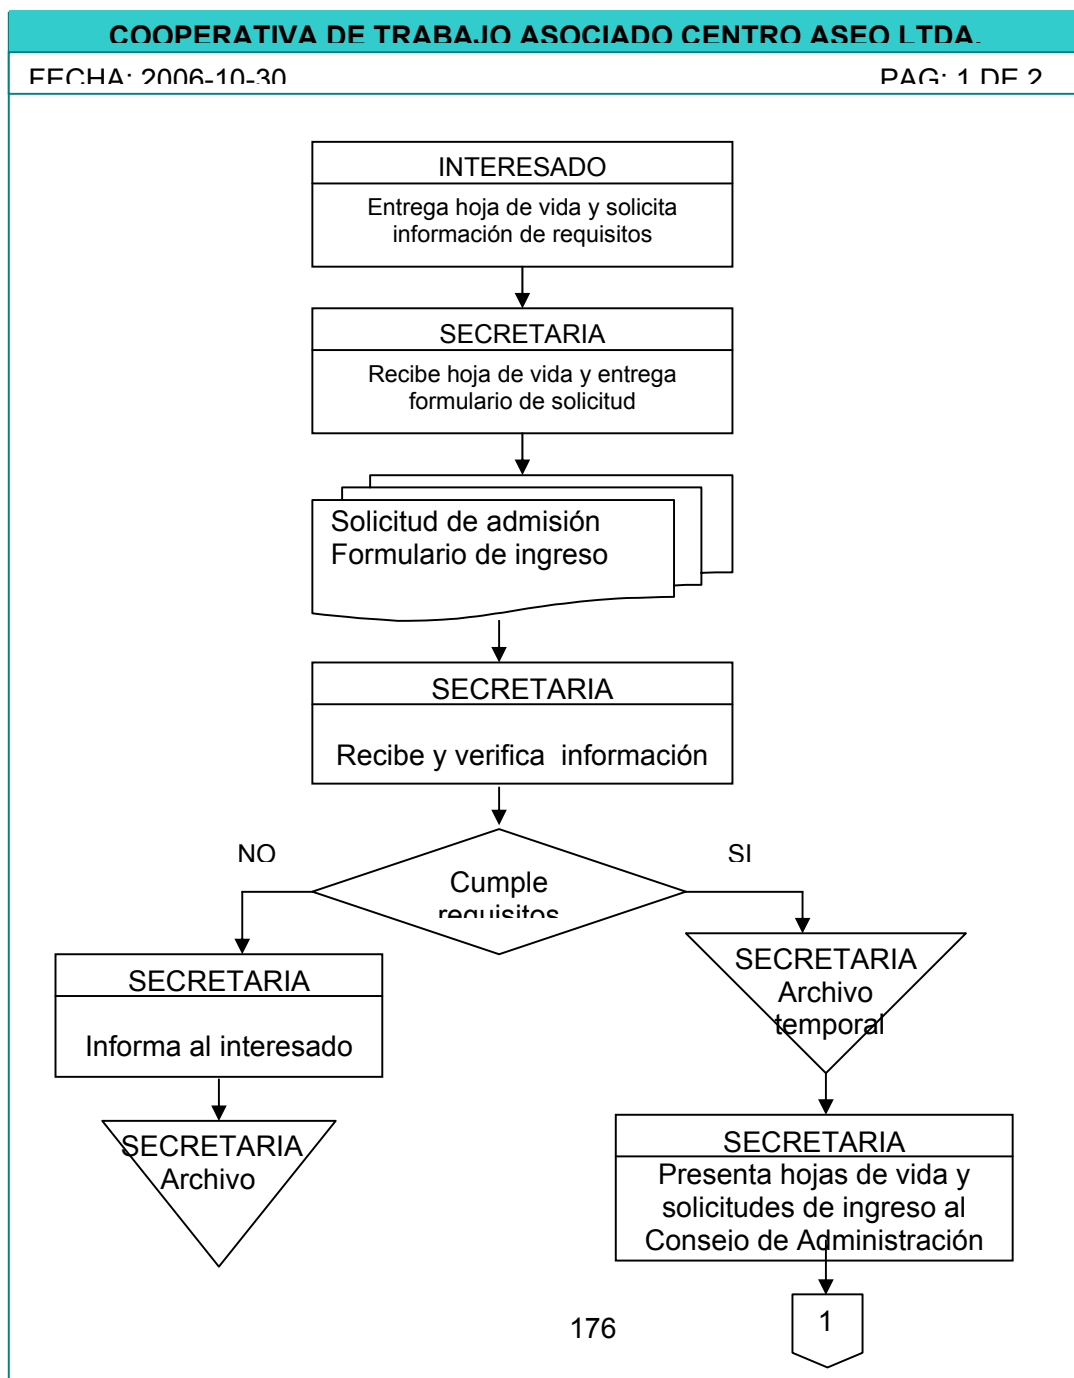 COOPERATIVA DE TRABAJO ASOCIADO CENTRO ASEO LTDA.
FECHA: 2006-10-30 PAG: 1 DE 2
INTERESADO
Entrega hoja de vida y solicita
información de requisitos
SECRETARIA
Recibe hoja de vida y entrega
formulario de solicitud
Solicitud de admisión
Formulario de ingreso
SECRETARIA
Recibe y verifica información
NO
SI
Cumple
requisitos
SECRETARIA
Informa al interesado
SECRETARIA
Archivo
temporal
SECRETARIA
Archivo
SECRETARIA
Presenta hojas de vida y
solicitudes de ingreso al
Consejo de Administración
1
176